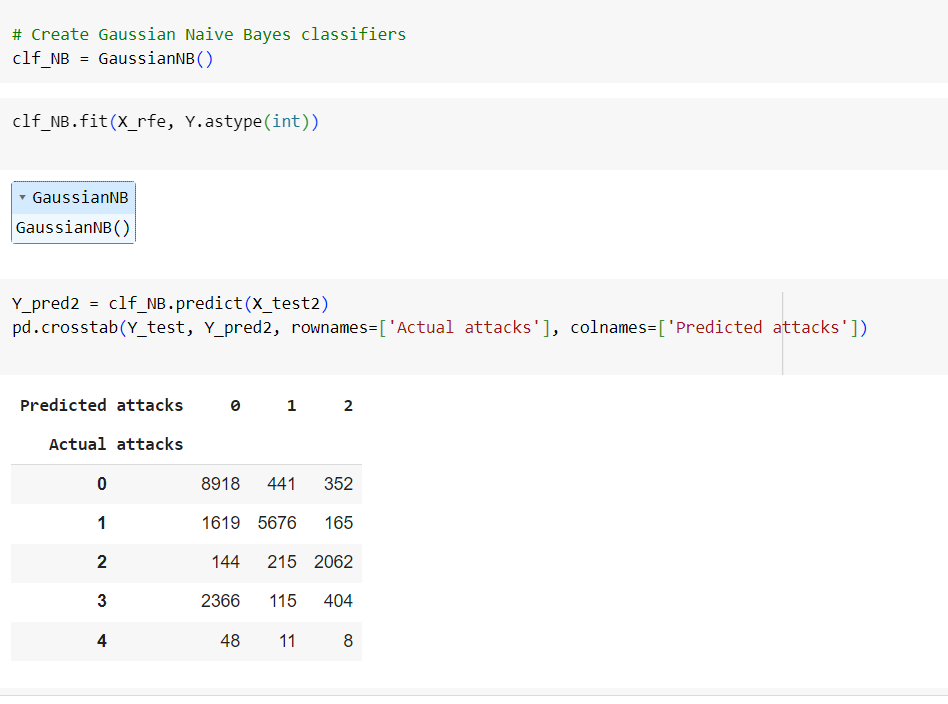 # Create Gaussian Naive Bayes classifiers
clf_NB = GaussianNB()
clf_NB.fit(X_rfe, Y.astype(int))
▾ GaussianNB
GaussianNB()
Y_pred2 = clf_NB.predict(X_test2)
pd.crosstab(Y_test, Y_pred2, rownames=['Actual attacks'], colnames=['Predicted attacks'])
Predicted attacks 0 1 2
Actual attacks
0 8918 441 352
1 1619 5676 165
2 144 215 2062
3 2366 115 404
4 48 11 8